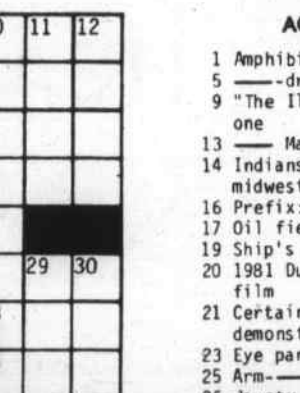 11 12
29 30
AC
1 Amphibi
5 ——-dr
9 "The Il
one
13 —— Ma
14 Indians
midwest
16 Prefix:
17 Oil fie
19 Ship's
20 1981 Du
film
21 Certain
demonst
23 Eye par
25 Arm-——